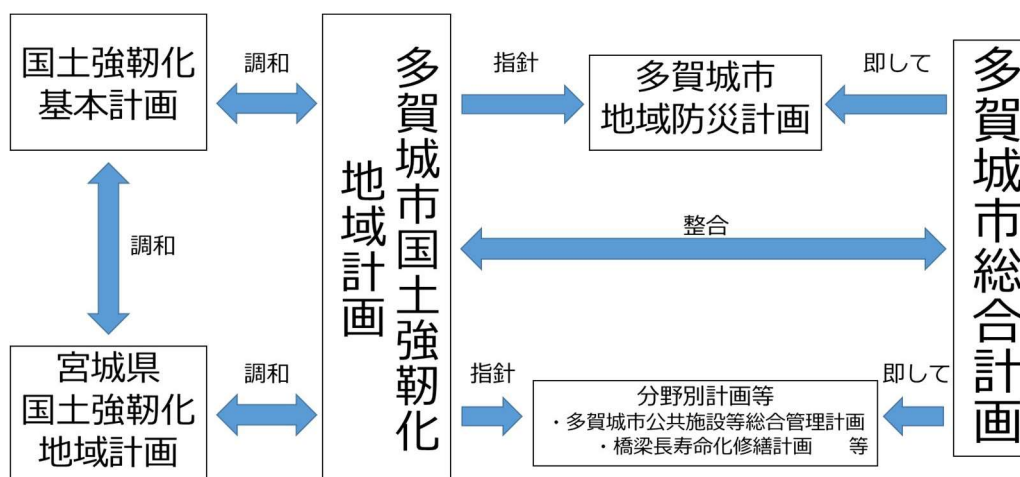 国土強靭化
基本計画
調和
多賀城市国土強靭化
地域計画
指針
多賀城市
地域防災計画
即して
多賀城市総合計画
調和
整合
宮城県
国土強靭化
地域計画
調和
指針
分野別計画等
・多賀城市公共施設等総合管理計画
・橋梁長寿命化修繕計画 等
即して